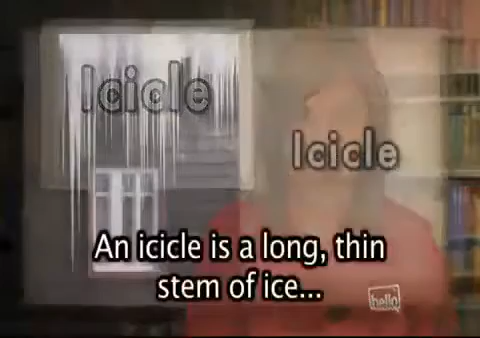 Icicle
Icicle
An icicle is a long, thin
stem of ice...
hello